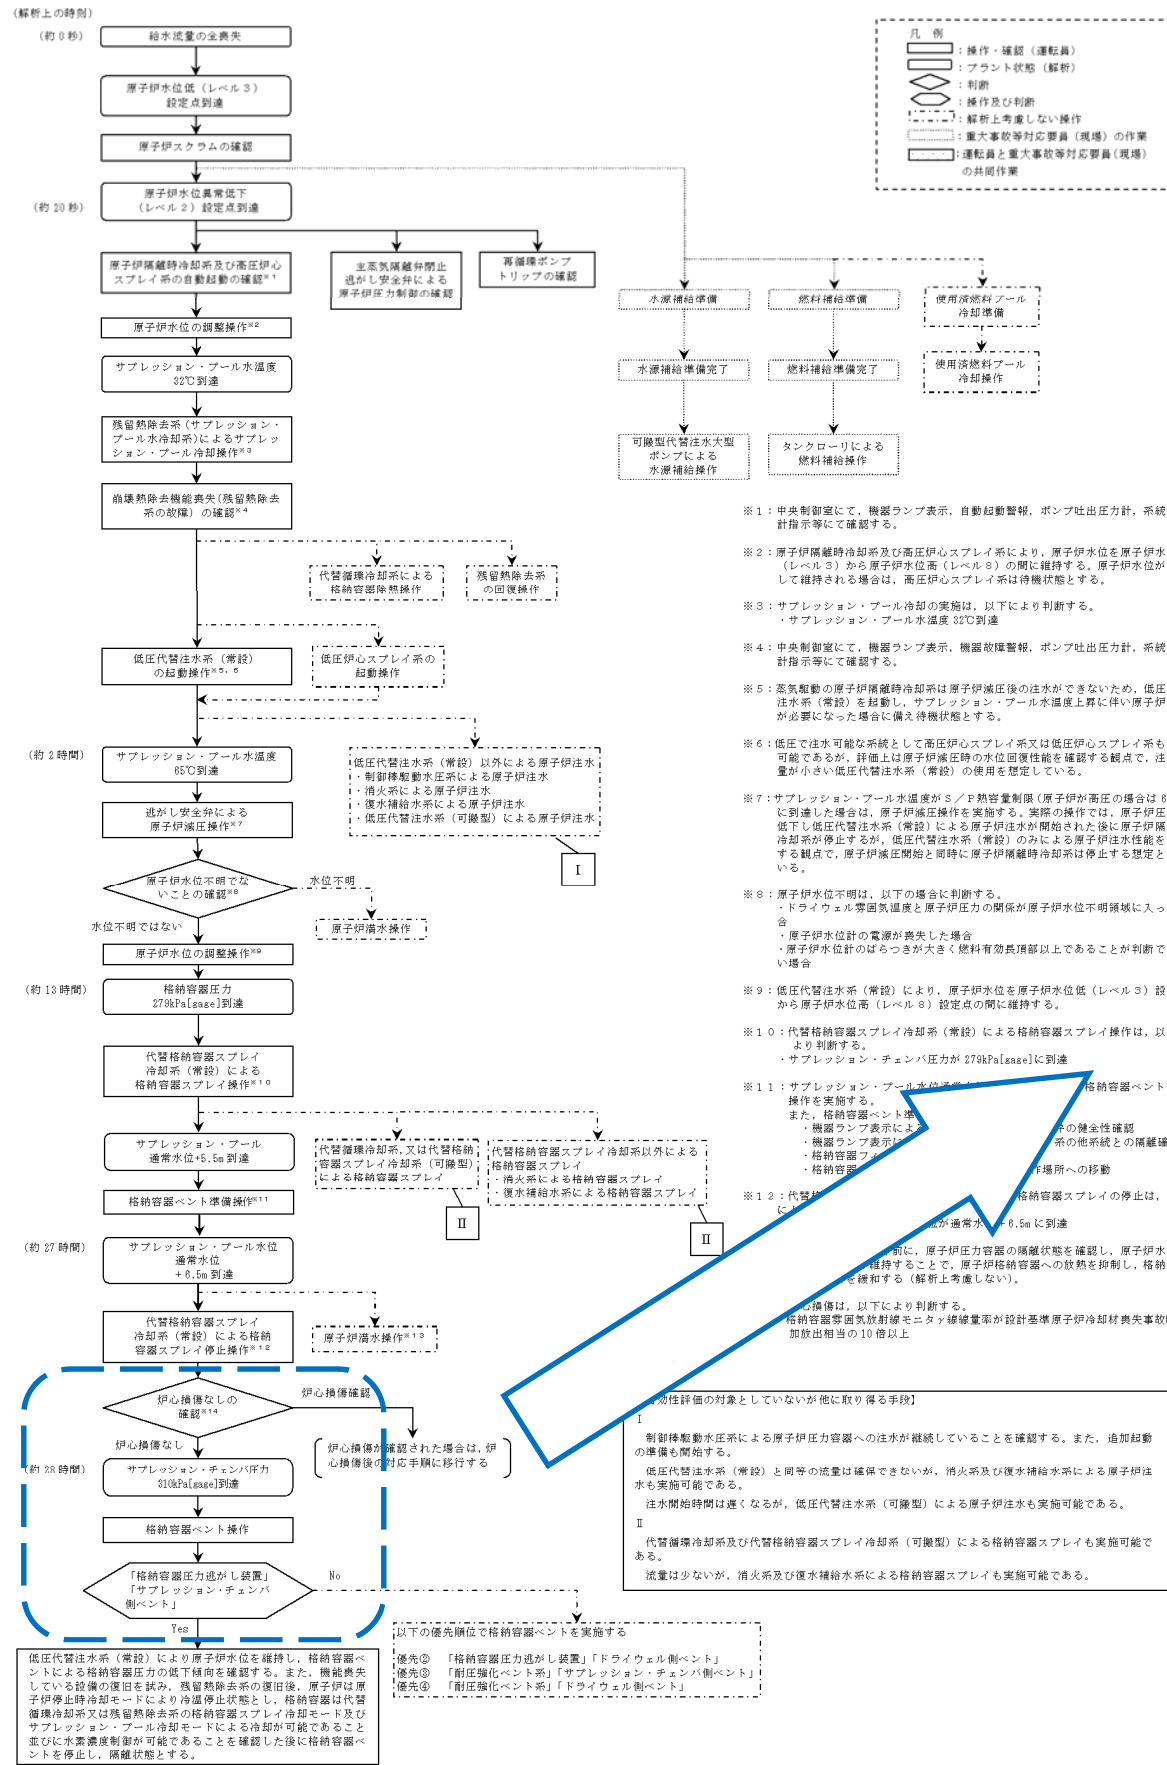 (解析上の時刻)
(約0秒)
給水流量の全喪失
原子炉水位低（レベル3）
設定点到達
原子炉スクラムの確認
(約20秒)
原子炉水位異常低下
（レベル2）設定点到達
原子炉隔離時冷却系及び高圧炉心
スプレイ系の自動起動の確認※1
主蒸気隔離弁閉止
逃がし安全弁による
原子炉圧力制御の確認
再循環ポンプ
トリップの確認
原子炉水位の調整操作※2
サプレッション・プール水温度
32℃到達
残留熱除去系(サプレッション・
プール水冷却系)によるサプレッ
ション・プール冷却操作※3
崩壊熱除去機能喪失(残留熱除去
系の故障）の確認※4
代替循環冷却系による
格納容器除熱操作
残留熱除去系
の回復操作
低圧代替注水系（常設）
の起動操作※5, 6
低圧炉心スプレイ系の
起動操作
(約2時間)
サプレッション・プール水温度
65℃到達
低圧代替注水系（常設）以外による原子炉注水
・制御棒駆動水圧系による原子炉注水
・消火系による原子炉注水
・復水補給水系による原子炉注水
・低圧代替注水系（可搬型）による原子炉注水
Ⅰ
逃がし安全弁による
原子炉減圧操作※7
原子炉水位不明でな
いことの確認※8
水位不明
原子炉満水操作
水位不明ではない
原子炉水位の調整操作※9
(約13時間)
格納容器圧力
279kPa[gage]到達
代替格納容器スプレイ
冷却系（常設）による
格納容器スプレイ操作※10
サプレッション・プール
通常水位+5.5m到達
代替循環冷却系,又は代替格納
容器スプレイ冷却系（可搬型）
による格納容器スプレイ
Ⅱ
代替格納容器スプレイ冷却系以外による
格納容器スプレイ
・消火系による格納容器スプレイ
・復水補給水系による格納容器スプレイ
Ⅱ
格納容器ベント準備操作※11
(約27時間)
サプレッション・プール水位
通常水位
+6.5m到達
代替格納容器スプレイ
冷却系（常設）による格納
容器スプレイ停止操作※12
原子炉満水操作※13
炉心損傷なしの
確認※14
炉心損傷確認
炉心損傷が確認された場合は,炉
心損傷後の対応手順に移行する
炉心損傷なし
(約28時間)
サプレッション・チェンバ圧力
310kPa[gage]到達
格納容器ベント操作
「格納容器圧力逃がし装置」
「サプレッション・チェンバ
側ベント」
No
Yes
以下の優先順位で格納容器ベントを実施する
優先② 「格納容器圧力逃がし装置」「ドライウェル側ベント」
優先③ 「耐圧強化ベント系」「サプレッション・チェンバ側ベント」
優先④ 「耐圧強化ベント系」「ドライウェル側ベント」
低圧代替注水系（常設）により原子炉水位を維持し，格納容器ベ
ントによる格納容器圧力の低下傾向を確認する。また，機能喪失
している設備の復旧を試み，残留熱除去系の復旧後，原子炉は原
子炉停止時冷却モードにより冷温停止状態とし，格納容器は代替
循環冷却系又は残留熱除去系の格納容器スプレイ冷却モード及び
サプレッション・プール冷却モードによる冷却が可能であること
並びに水素濃度制御が可能であることを確認した後に格納容器ベ
ントを停止し，隔離状態とする。
凡 例
：操作・確認（運転員）
：プラント状態（解析）
：判断
：操作及び判断
：解析上考慮しない操作
：重大事故等対応要員（現場）の作業
：運転員と重大事故等対応要員(現場)
の共同作業
水源補給準備
燃料補給準備
使用済燃料プール
冷却準備
水源補給準備完了
燃料補給準備完了
使用済燃料プール
冷却操作
可搬型代替注水大型
ポンプによる
水源補給操作
タンクローリによる
燃料補給操作
※1：中央制御室にて，機器ランプ表示，自動起動警報，ポンプ吐出圧力計，系統
計指示等にて確認する。
※2：原子炉隔離時冷却系及び高圧炉心スプレイ系により，原子炉水位を原子炉水
（レベル3）から原子炉水位高（レベル8）の間に維持する。原子炉水位が
して維持される場合は，高圧炉心スプレイ系は待機状態とする。
※3：サプレッション・プール冷却の実施は，以下により判断する。
・サプレッション・プール水温度 32℃到達
※4：中央制御室にて，機器ランプ表示，機器故障警報，ポンプ吐出圧力計，系統
計指示等にて確認する。
※5：蒸気駆動の原子炉隔離時冷却系は原子炉減圧後の注水ができないため，低圧
注水系（常設）を起動し，サプレッション・プール水温度上昇に伴い原子炉
が必要になった場合に備え待機状態とする。
※6：低圧で注水可能な系統として高圧炉心スプレイ系又は低圧炉心スプレイ系も
可能であるが，評価上は原子炉減圧時の水位回復性能を確認する観点で，注
量が小さい低圧代替注水系（常設）の使用を想定している。
※7：サプレッション・プール水温度がS／P熱容量制限(原子炉が高圧の場合は6
に到達した場合は，原子炉減圧操作を実施する。実際の操作では，原子炉圧
低下し低圧代替注水系（常設）による原子炉注水が開始された後に原子炉隔
冷却系が停止するが，低圧代替注水系（常設）のみによる原子炉注水性能を
する観点で，原子炉減圧開始と同時に原子炉隔離時冷却系は停止する想定と
いる。
※8：原子炉水位不明は，以下の場合に判断する。
・ドライウェル雰囲気温度と原子炉圧力の関係が原子炉水位不明領域に入っ
合
・原子炉水位計の電源が喪失した場合
・原子炉水位計のばらつきが大きく燃料有効長頂部以上であることが判断で
い場合
※9：低圧代替注水系（常設）により，原子炉水位を原子炉水位低（レベル3）設
から原子炉水位高（レベル8）設定点の間に維持する。
※10：代替格納容器スプレイ冷却系（常設）による格納容器スプレイ操作は，以
より判断する。
・サプレッション・チェンバ圧力が279kPa[gage]に到達
※11：サプレッション・プール水位通常 格納容器ベント
操作を実施する。
また，格納容器ベント準
・機器ランプ表示によ の健全性確認
・機器ランプ表示に 系の他系統との隔離確
・格納容器フィ
・格納容器 作場所への移動
※12：代替 格納容器スプレイの停止は，
に
が通常水 +6.5mに到達
前に，原子炉圧力容器の隔離状態を確認し，原子炉水
維持することで，原子炉格納容器への放熱を抑制し，格納
を緩和する（解析上考慮しない）。
心損傷は，以下により判断する。
格納容器雰囲気放射線モニタγ線線量率が設計基準原子炉冷却材喪失事故
加放出相当の10倍以上
効性評価の対象としていないが他に取り得る手段】
Ⅰ
制御棒駆動水圧系による原子炉圧力容器への注水が継続していることを確認する。また，追加起動
の準備も開始する。
低圧代替注水系（常設）と同等の流量は確保できないが，消火系及び復水補給水系による原子炉注
水も実施可能である。
注水開始時間は遅くなるが，低圧代替注水系（可搬型）による原子炉注水も実施可能である。
Ⅱ
代替循環冷却系及び代替格納容器スプレイ冷却系（可搬型）による格納容器スプレイも実施可能で
ある。
流量は少ないが，消火系及び復水補給水系による格納容器スプレイも実施可能である。